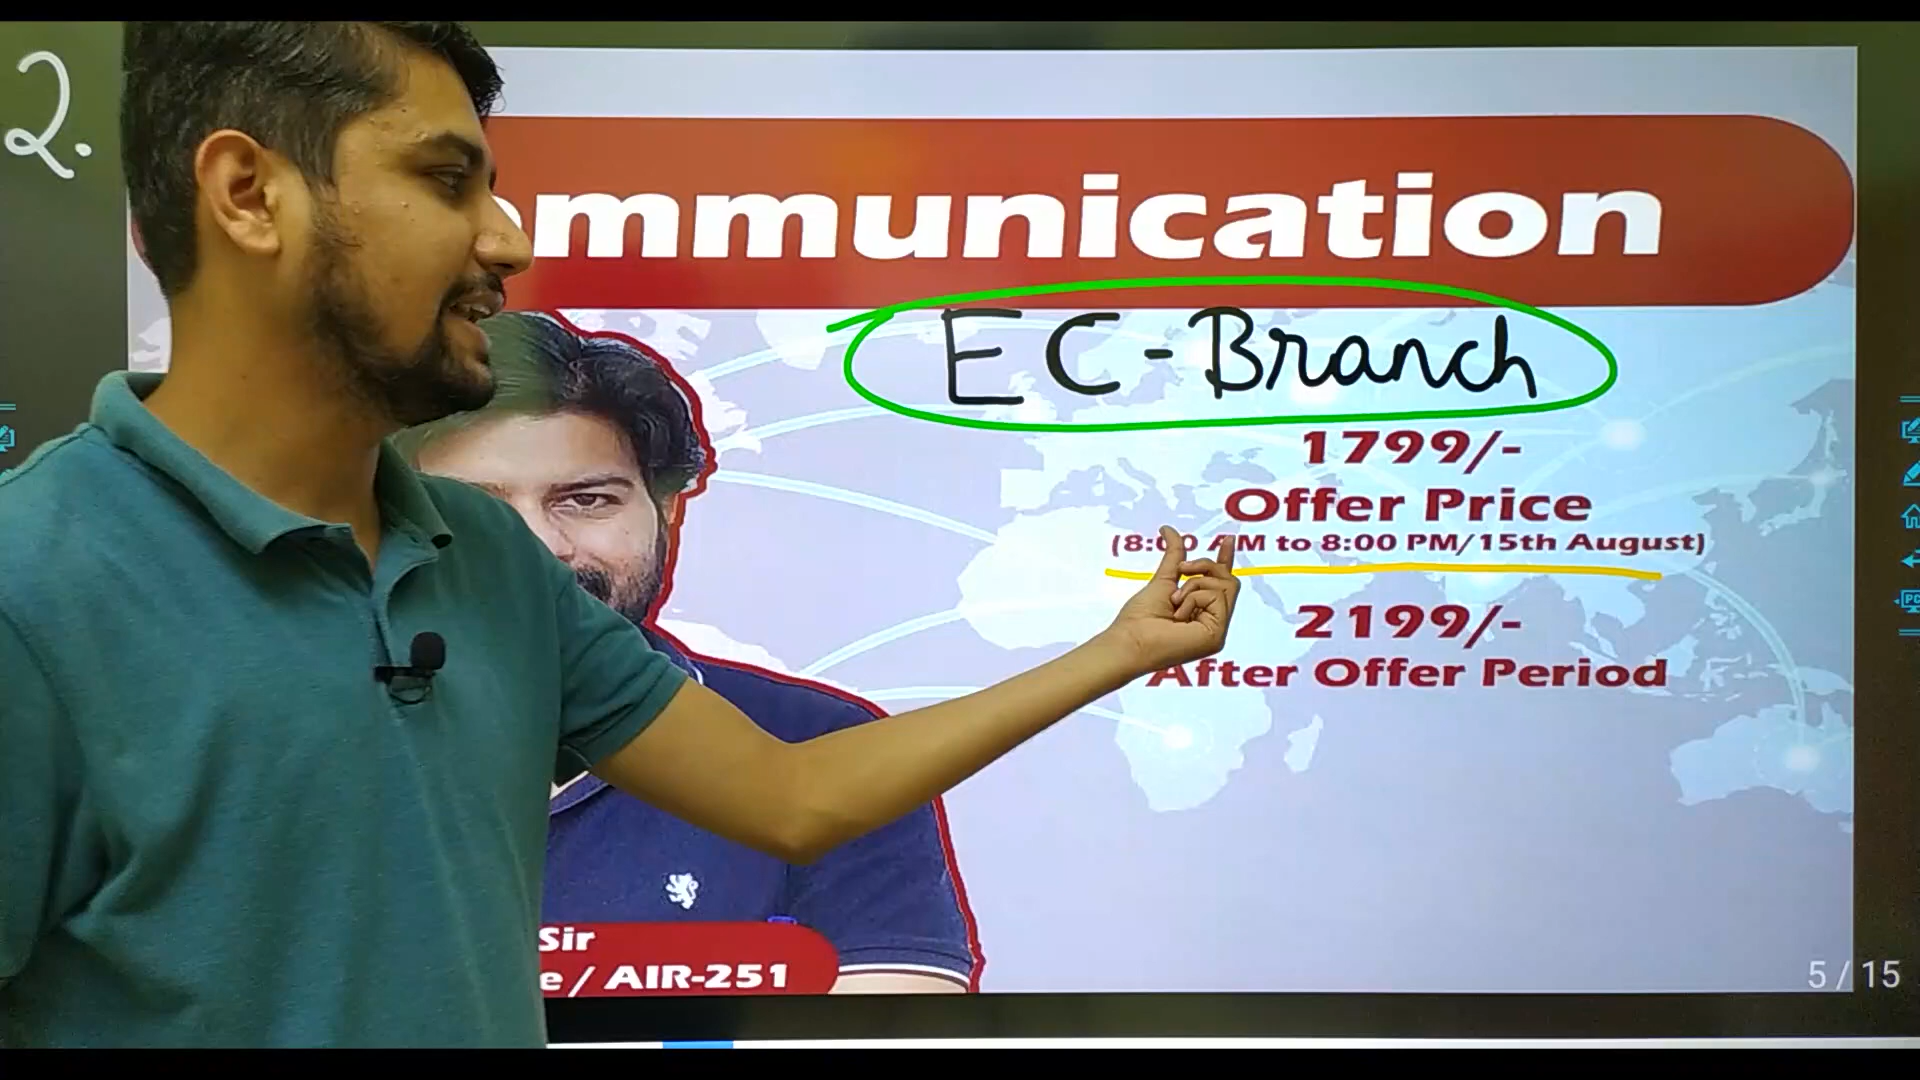 2.
ommunication
EC-Branch
1799/-
Offer Price
(8:00 AM to 8:00 PM/15th August)
2199/-
After Offer Period
Sir
e / AIR-251
5 / 15